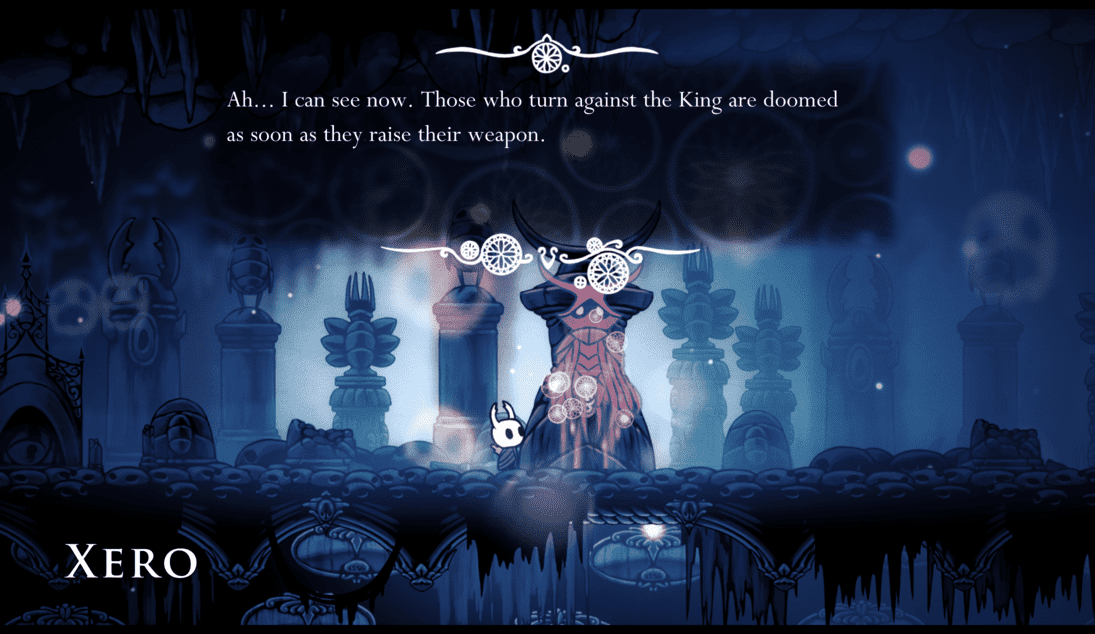 Ah... I can see now. Those who turn against the King are doomed
as soon as they raise their weapon.
XERO